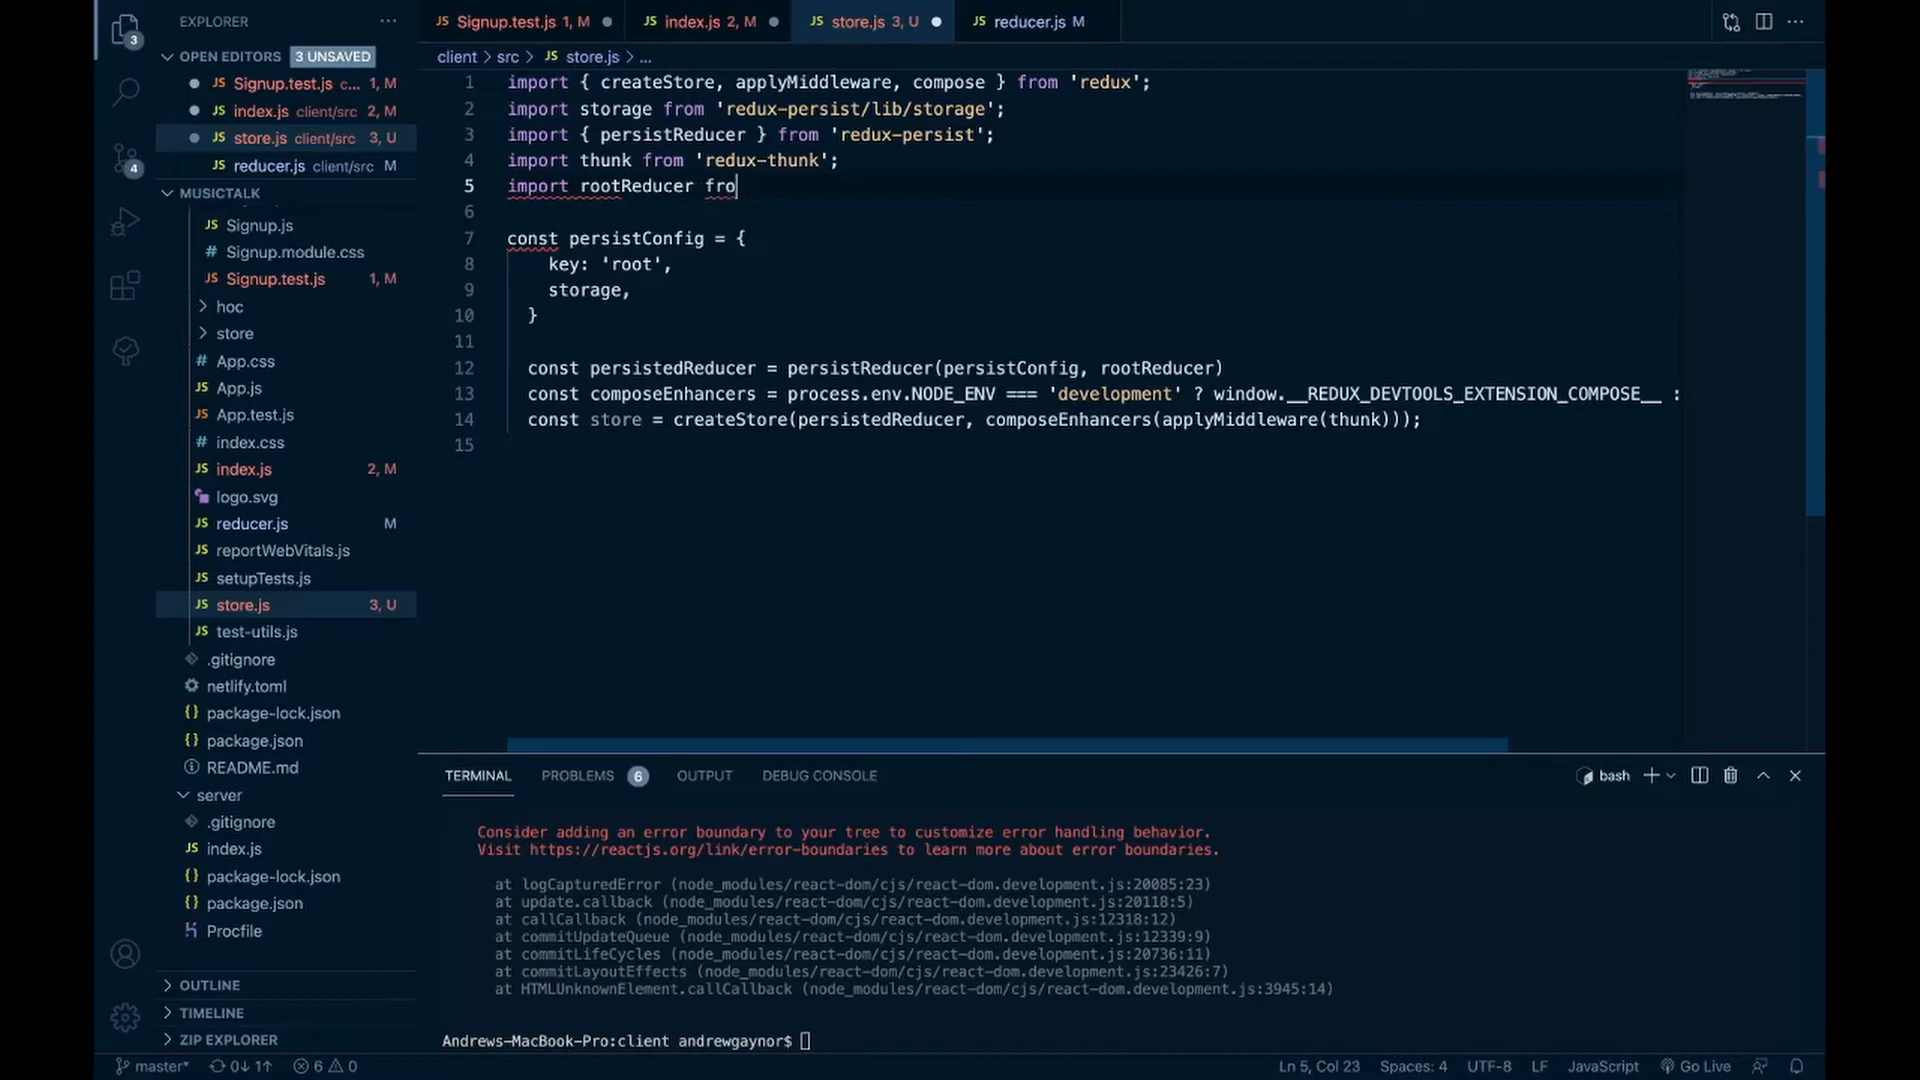 EXPLORER
OPEN EDITORS 3 UNSAVED
Signup.test.js c... 1, M
index.js client/src 2, M
store.js client/src 3, U
reducer.js client/src M
MUSICTALK
Signup.js
Signup.module.css
Signup.test.js 1, M
hoc
store
App.css
App.js
App.test.js
index.css
index.js 2, M
logo.svg
reducer.js M
reportWebVitals.js
setupTests.js
store.js 3, U
test-utils.js
.gitignore
netlify.toml
package-lock.json
package.json
README.md
server
.gitignore
index.js
package-lock.json
package.json
Procfile
OUTLINE
TIMELINE
ZIP EXPLORER
3
4
JS Signup.test.js 1, M JS index.js 2, M JS store.js 3, U JS reducer.js M
client > src > JS store.js > ...
1 import { createStore, applyMiddleware, compose } from 'redux';
2 import storage from 'redux-persist/lib/storage';
3 import { persistReducer } from 'redux-persist';
4 import thunk from 'redux-thunk';
5 import rootReducer fro
6
7 const persistConfig = {
8 key: 'root',
9 storage,
10 }
11
12 const persistedReducer = persistReducer(persistConfig, rootReducer)
13 const composeEnhancers = process.env.NODE_ENV === 'development' ? window.__REDUX_DEVTOOLS_EXTENSION_COMPOSE__ :
14 const store = createStore(persistedReducer, composeEnhancers(applyMiddleware(thunk)));
15
TERMINAL PROBLEMS 6 OUTPUT DEBUG CONSOLE bash
Consider adding an error boundary to your tree to customize error handling behavior.
Visit https://reactjs.org/link/error-boundaries to learn more about error boundaries.
at logCapturedError (node_modules/react-dom/cjs/react-dom.development.js:20085:23)
at update.callback (node_modules/react-dom/cjs/react-dom.development.js:20118:5)
at callCallback (node_modules/react-dom/cjs/react-dom.development.js:12318:12)
at commitUpdateQueue (node_modules/react-dom/cjs/react-dom.development.js:12339:9)
at commitLifeCycles (node_modules/react-dom/cjs/react-dom.development.js:20736:11)
at commitLayoutEffects (node_modules/react-dom/cjs/react-dom.development.js:23426:7)
at HTMLUnknownElement.callCallback (node_modules/react-dom/cjs/react-dom.development.js:3945:14)
Andrews-MacBook-Pro:client andrewgaynor$
master* 0↓ 1↑ 6 0 Ln 5, Col 23 Spaces: 4 UTF-8 LF JavaScript Go Live